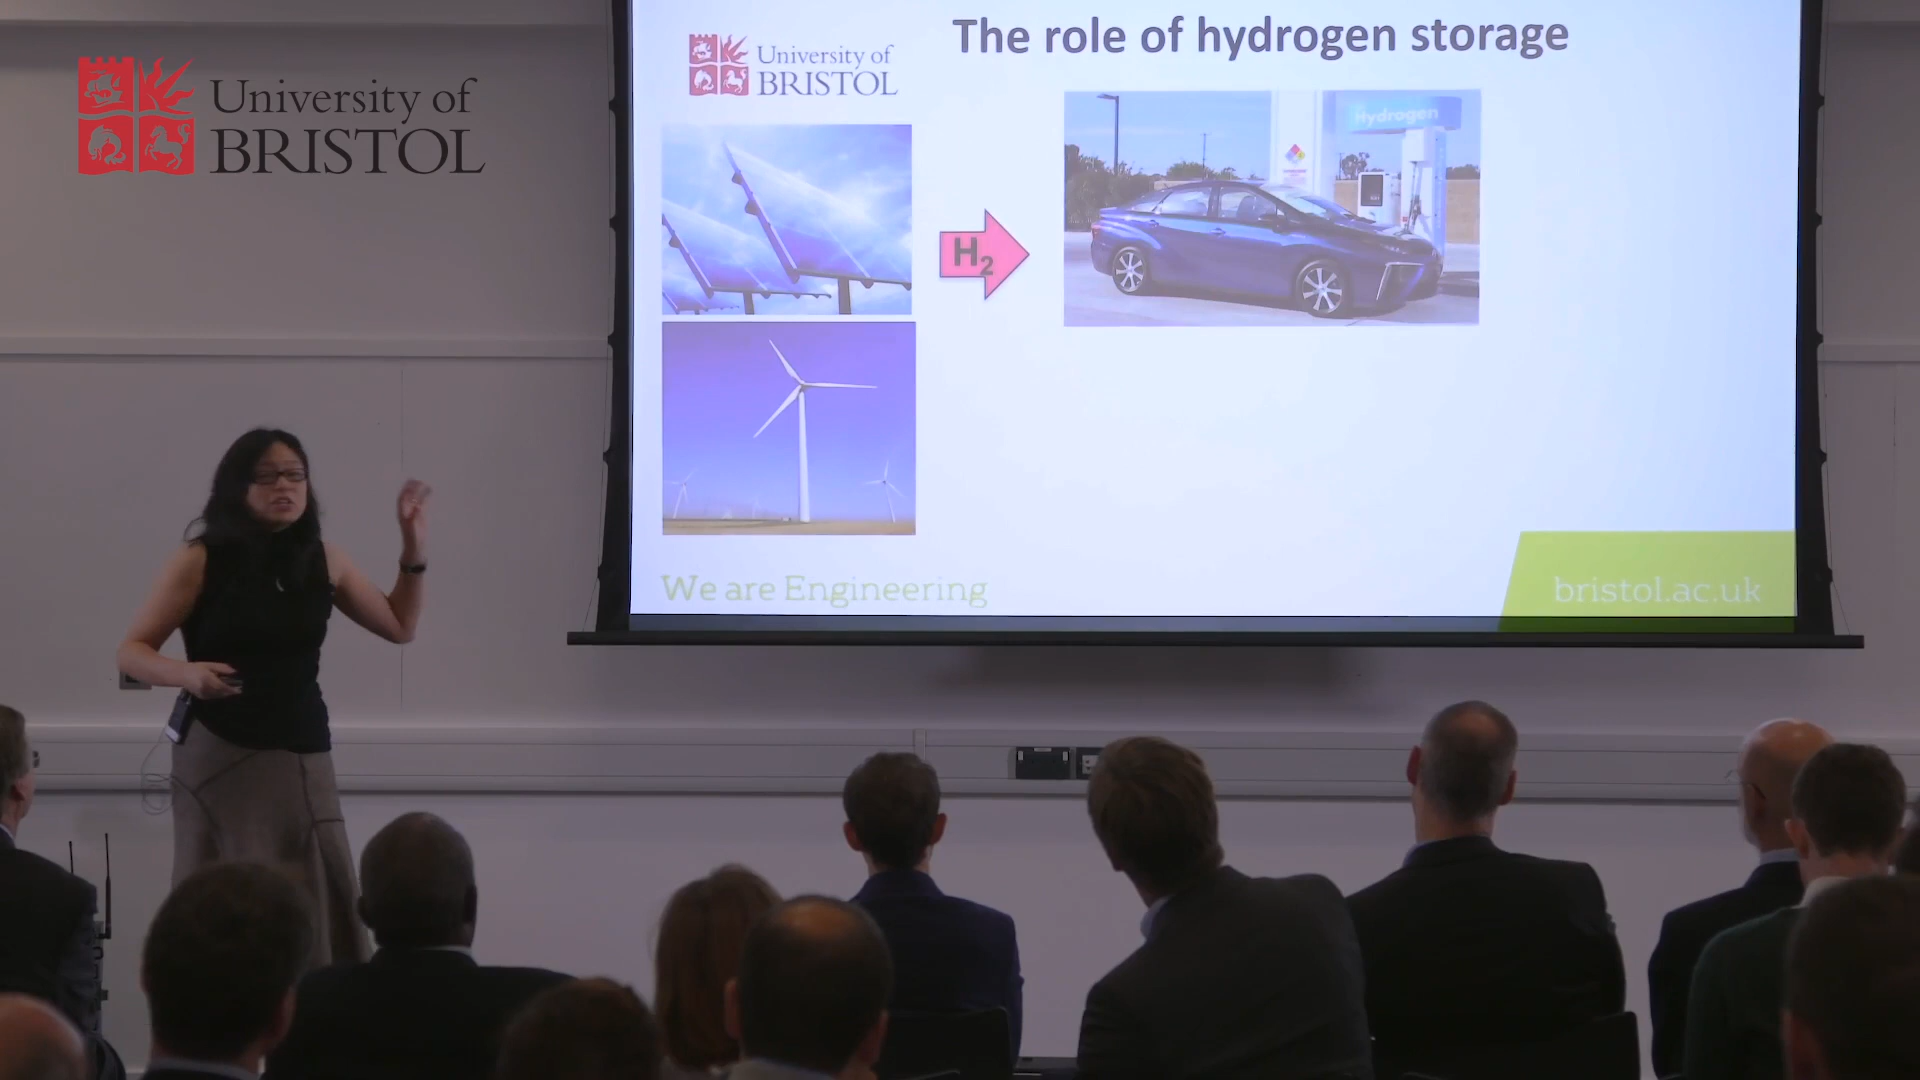 University of
BRISTOL
University of
BRISTOL
The role of hydrogen storage
Hydrogen
H2
We are Engineering
bristol.ac.uk